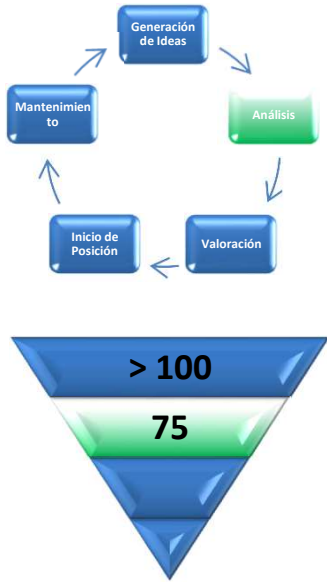 Generación
de Ideas
Mantenimien
to
Análisis
Inicio de
Posición
Valoración
> 100
75